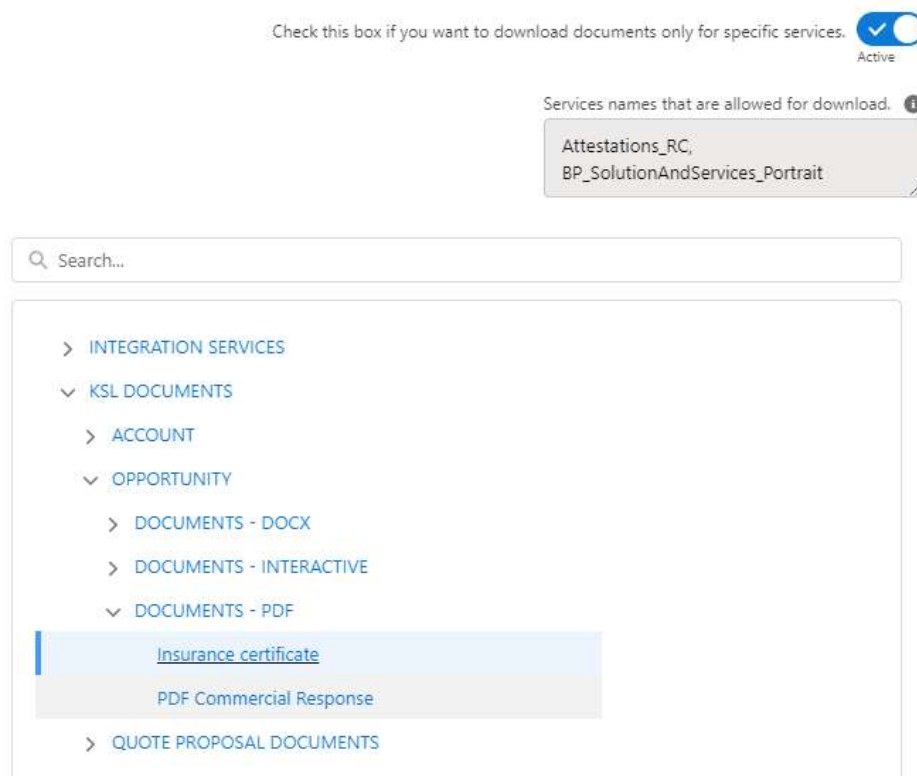 Check this box if you want to download documents only for specific services.
Active
Services names that are allowed for download.
Attestations_RC,
BP_SolutionAndServices_Portrait
Search...
INTEGRATION SERVICES
KSL DOCUMENTS
ACCOUNT
OPPORTUNITY
DOCUMENTS - DOCX
DOCUMENTS - INTERACTIVE
DOCUMENTS - PDF
Insurance certificate
PDF Commercial Response
QUOTE PROPOSAL DOCUMENTS